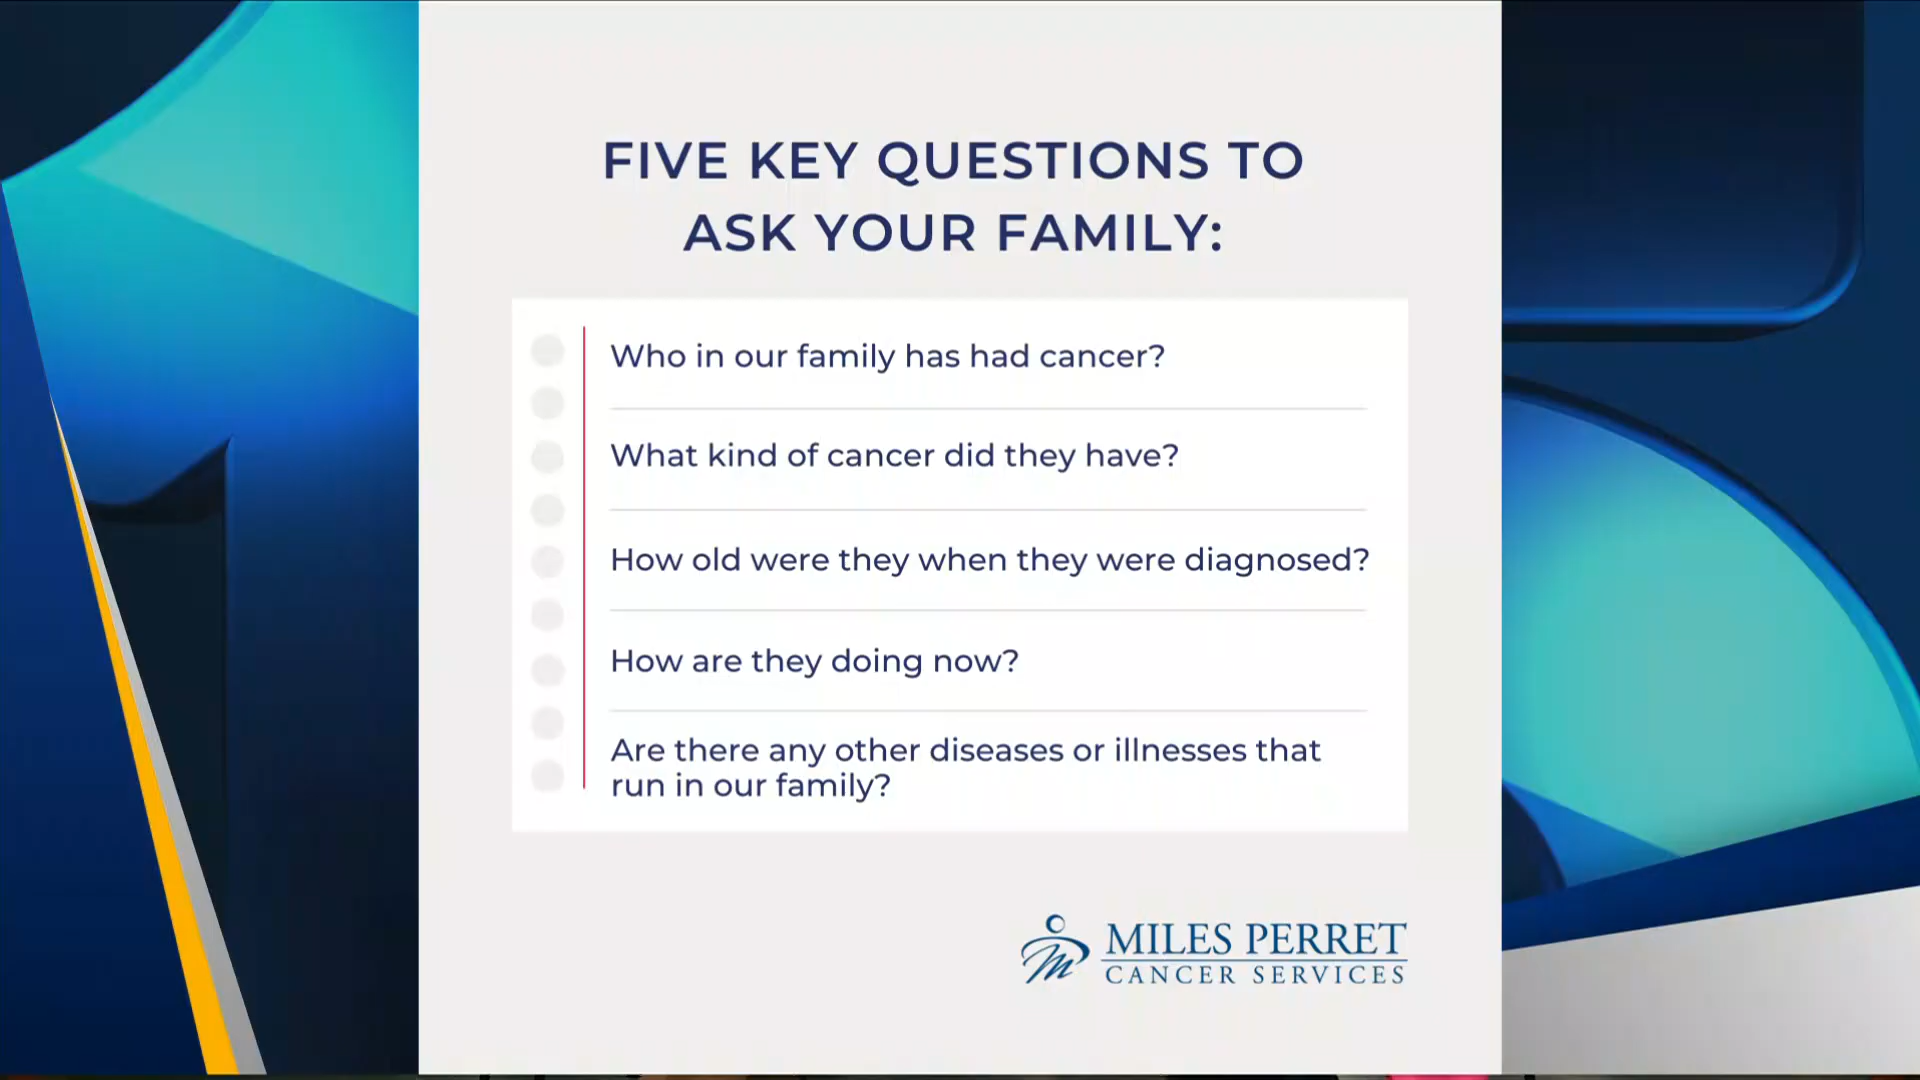 FIVE KEY QUESTIONS TO
ASK YOUR FAMILY:
Who in our family has had cancer?
What kind of cancer did they have?
How old were they when they were diagnosed?
How are they doing now?
Are there any other diseases or illnesses that
run in our family?
MILES PERRET
CANCER SERVICES